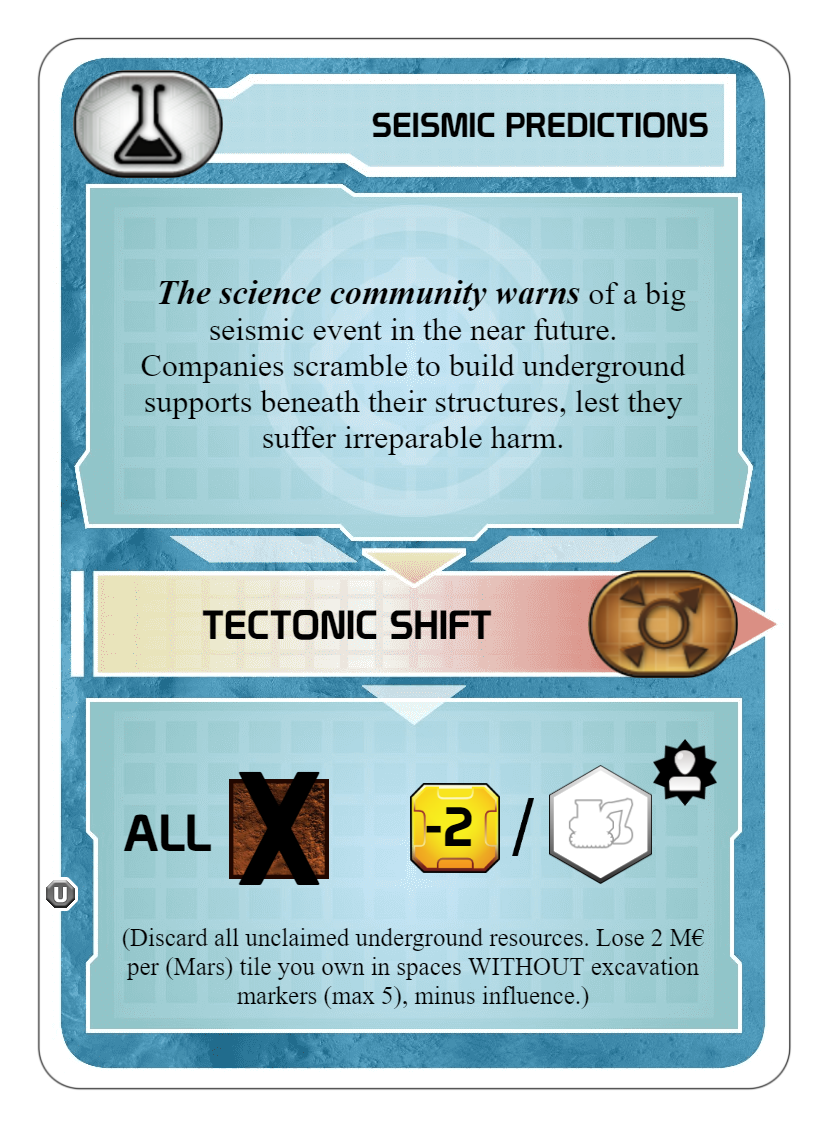 SEISMIC PREDICTIONS
The science community warns of a big
seismic event in the near future.
Companies scramble to build underground
supports beneath their structures, lest they
suffer irreparable harm.
TECTONIC SHIFT
ALL X -2 /
U
(Discard all unclaimed underground resources. Lose 2 M€
per (Mars) tile you own in spaces WITHOUT excavation
markers (max 5), minus influence.)